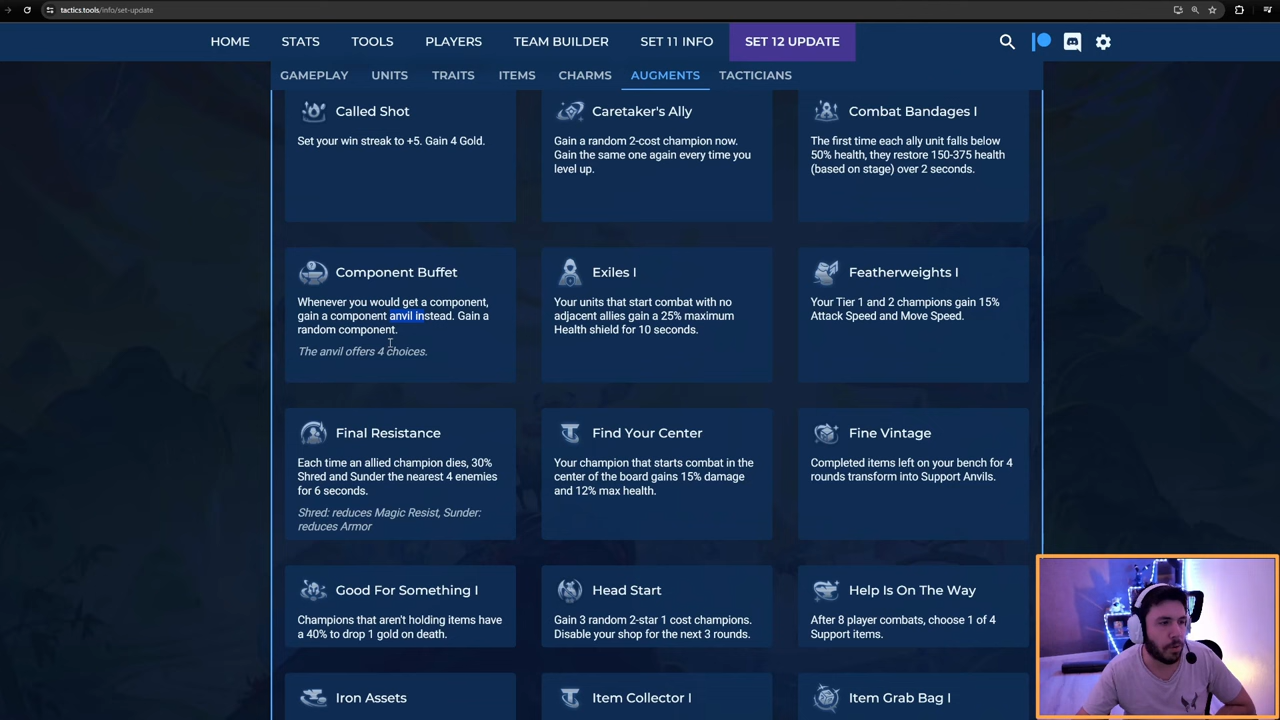 tactics.tools/info/set-update
HOME STATS TOOLS PLAYERS TEAM BUILDER SET 11 INFO SET 12 UPDATE
GAMEPLAY UNITS TRAITS ITEMS CHARMS AUGMENTS TACTICIANS
Called Shot
Set your win streak to +5. Gain 4 Gold.
Caretaker's Ally
Gain a random 2-cost champion now.
Gain the same one again every time you
level up.
Combat Bandages I
The first time each ally unit falls below
50% health, they restore 150-375 health
(based on stage) over 2 seconds.
Component Buffet
Whenever you would get a component,
gain a component anvil instead. Gain a
random component.
The anvil offers 4 choices.
Exiles I
Your units that start combat with no
adjacent allies gain a 25% maximum
Health shield for 10 seconds.
Featherweights I
Your Tier 1 and 2 champions gain 15%
Attack Speed and Move Speed.
Final Resistance
Each time an allied champion dies, 30%
Shred and Sunder the nearest 4 enemies
for 6 seconds.
Shred: reduces Magic Resist, Sunder:
reduces Armor
Find Your Center
Your champion that starts combat in the
center of the board gains 15% damage
and 12% max health.
Fine Vintage
Completed items left on your bench for 4
rounds transform into Support Anvils.
Good For Something I
Champions that aren't holding items have
a 40% to drop 1 gold on death.
Head Start
Gain 3 random 2-star 1 cost champions.
Disable your shop for the next 3 rounds.
Help Is On The Way
After 8 player combats, choose 1 of 4
Support items.
Iron Assets
Item Collector I
Item Grab Bag I